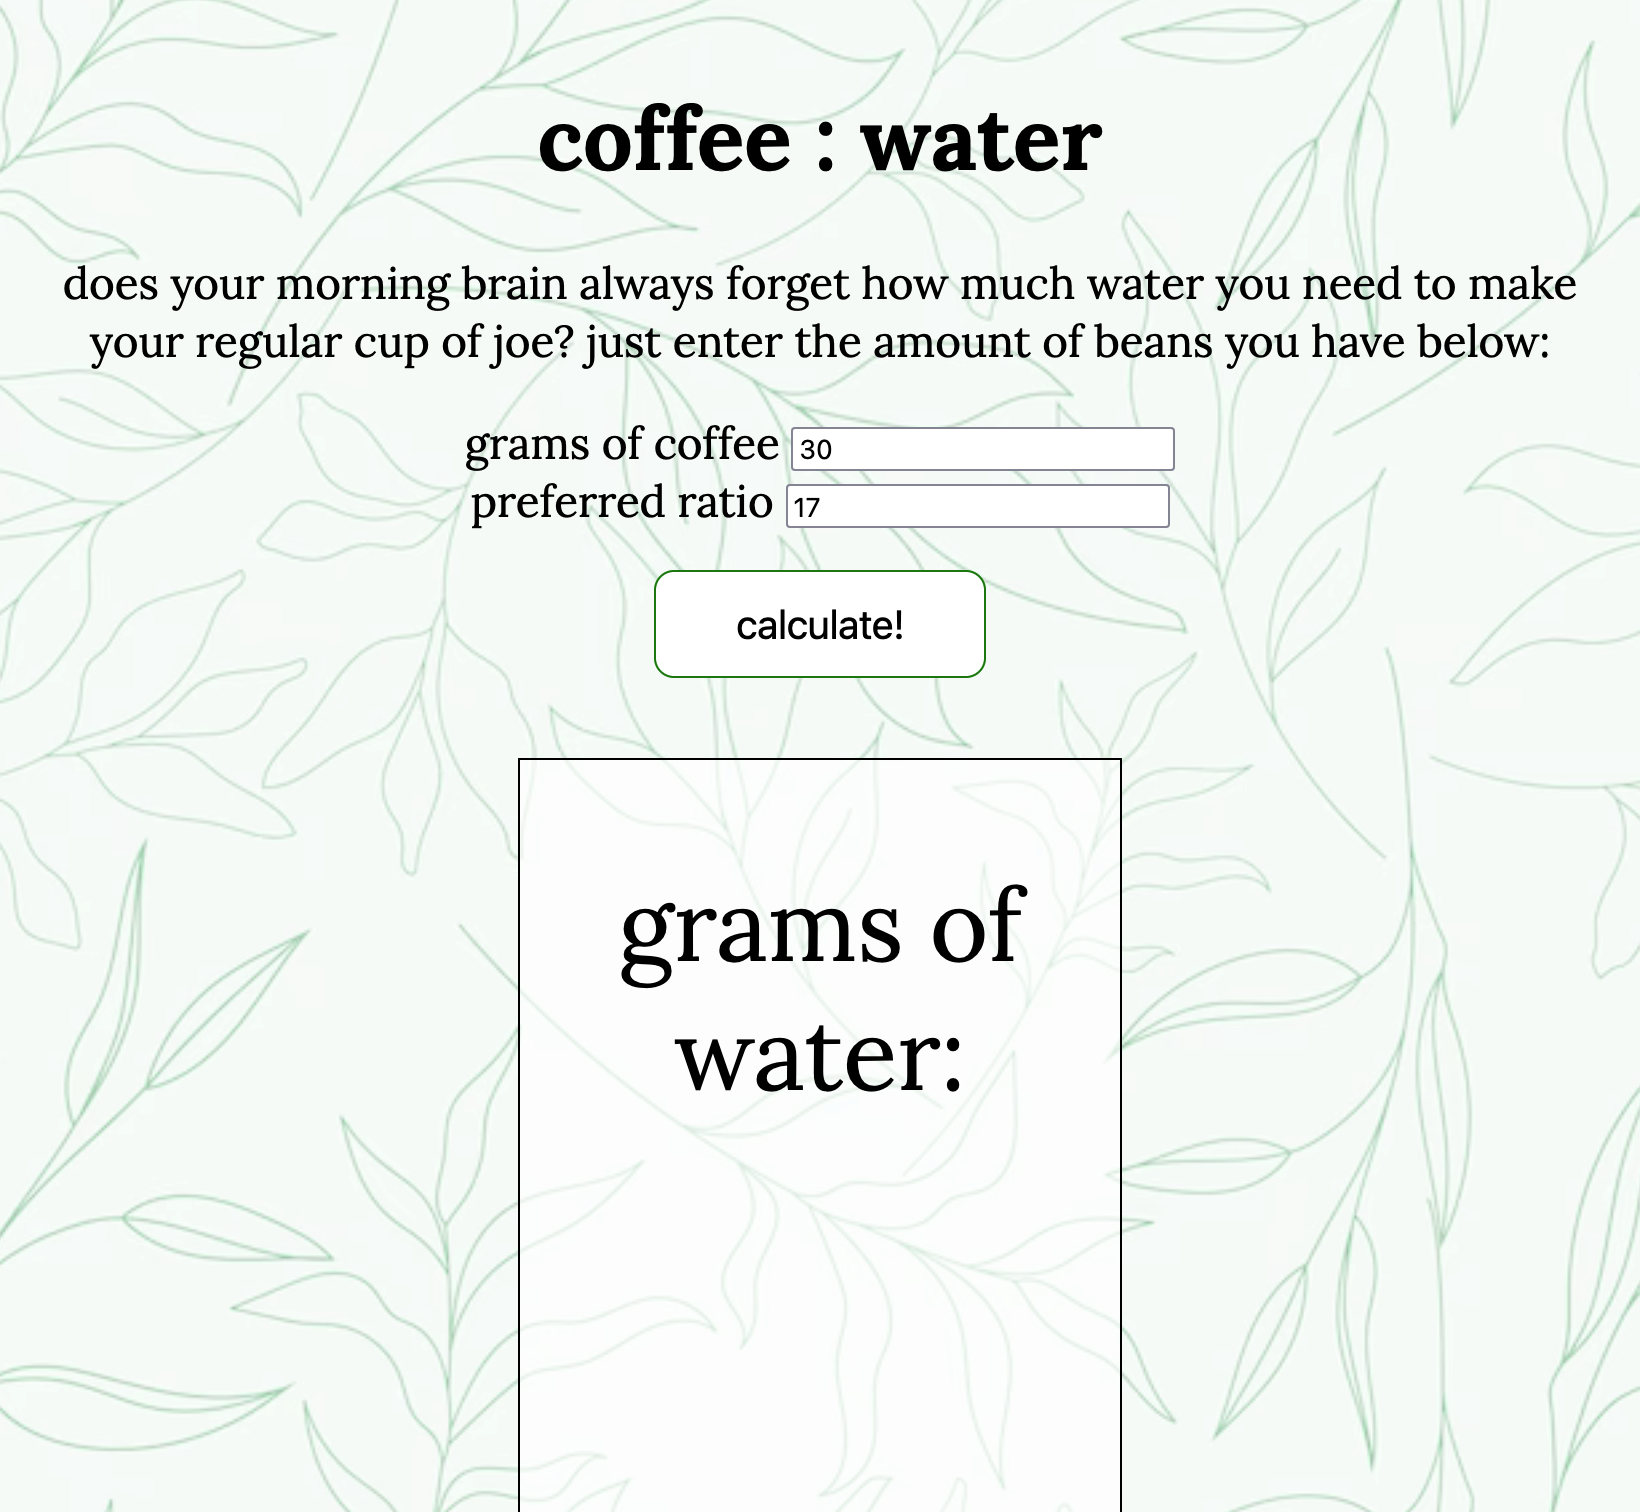 coffee : water
does your morning brain always forget how much water you need to make
your regular cup of joe? just enter the amount of beans you have below:
grams of coffee 30
preferred ratio 17
calculate!
grams of
water: